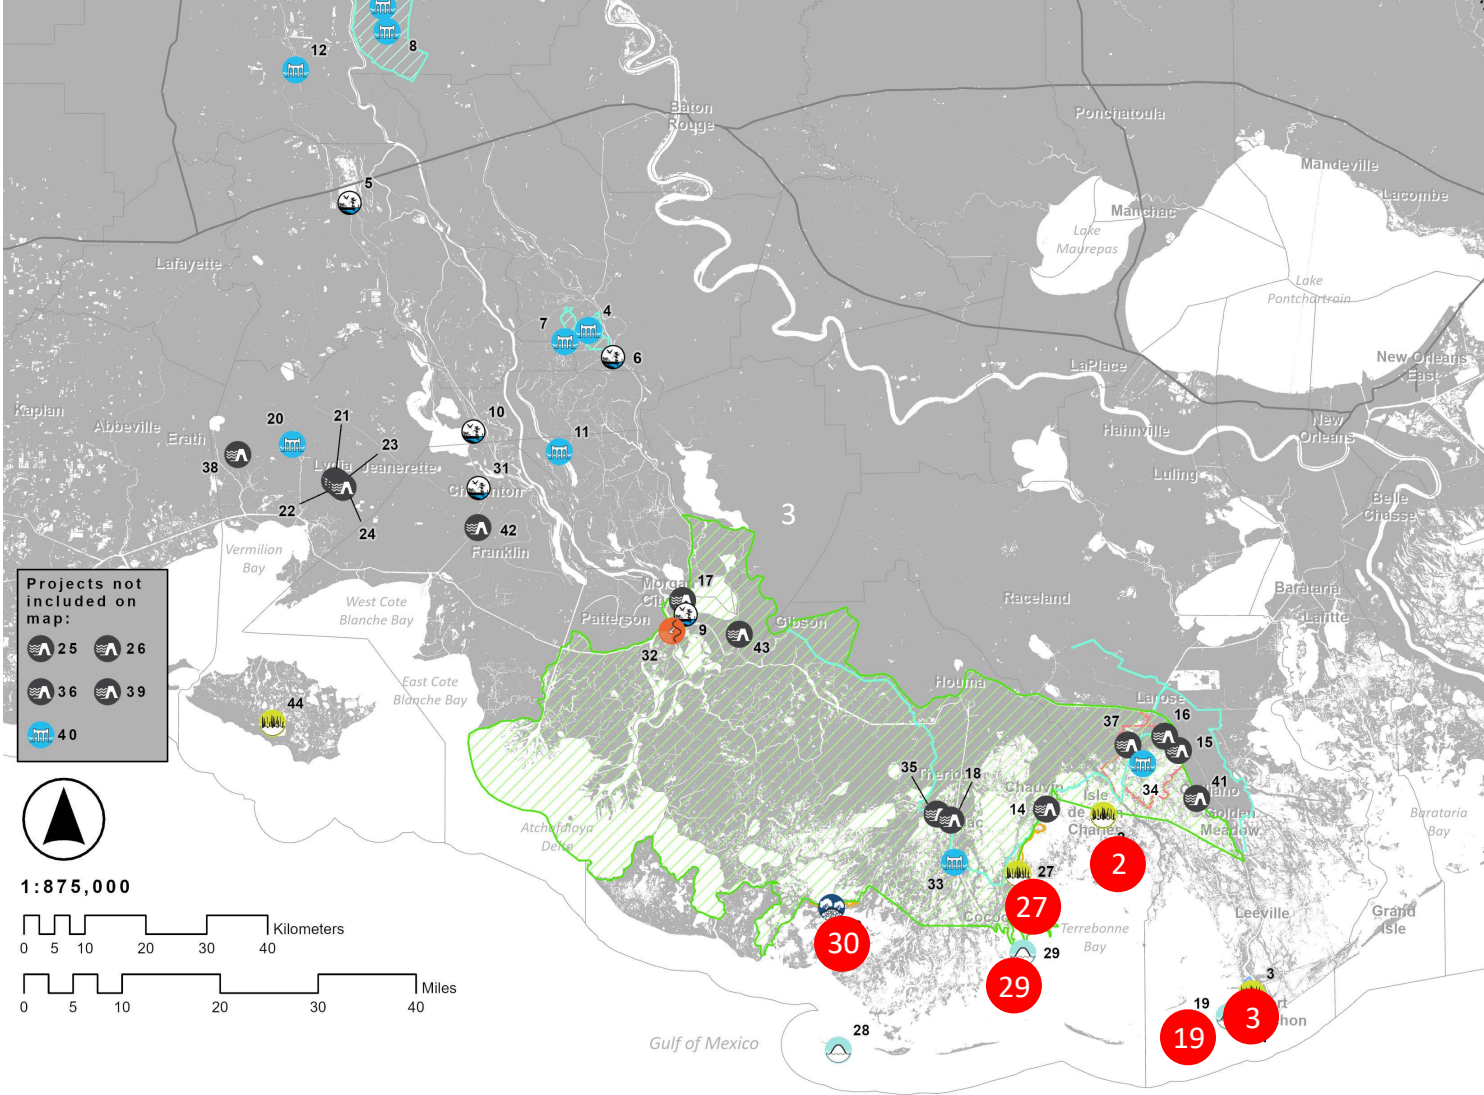 8
12
Baton
Rouge
Ponchatoula
Mandeville
5
Lacombe
Manchac
Lake
Maurepas
Lafayette
Lake
Pontchartrain
4
7
6
LaPlace
New Orleans
East
Kaplan
10
21
20
Abbeville
New
Orleans
Erath
23
11
Hahnville
38
Lydia
Jeanerette
31
Luling
22
24
42
Belle
Chasse
3
Franklin
Vermilion
Bay
Projects not
included on
map:
25
26
36
39
40
West Cote
Blanche Bay
17
Patterson
9
Gibson
32
43
Raceland
Barataria
East Cote
Blanche Bay
Houma
Larose
44
37
16
15
35
18
34
41
14
Isle
Golden
Meadow
Barataria
Bay
Atchafalaya
Delta
1:875,000
33
27
2
27
30
Terrebonne
Bay
Leeville
Grand
Isle
29
29
3
19
3
19
28
Gulf of Mexico
Kilometers
0 5 10 20 30 40
Miles
0 5 10 20 30 40